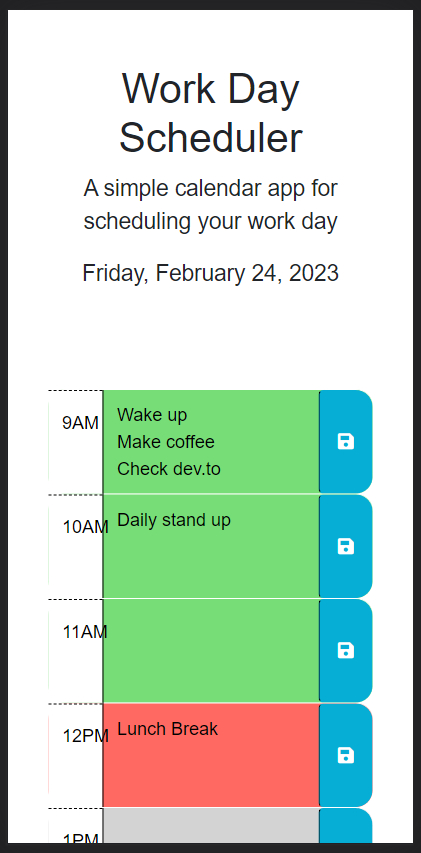 Work Day
Scheduler
A simple calendar app for
scheduling your work day
Friday, February 24, 2023
9AM
Wake up
Make coffee
Check dev.to
10AM
Daily stand up
11AM
12PM
Lunch Break
1PM